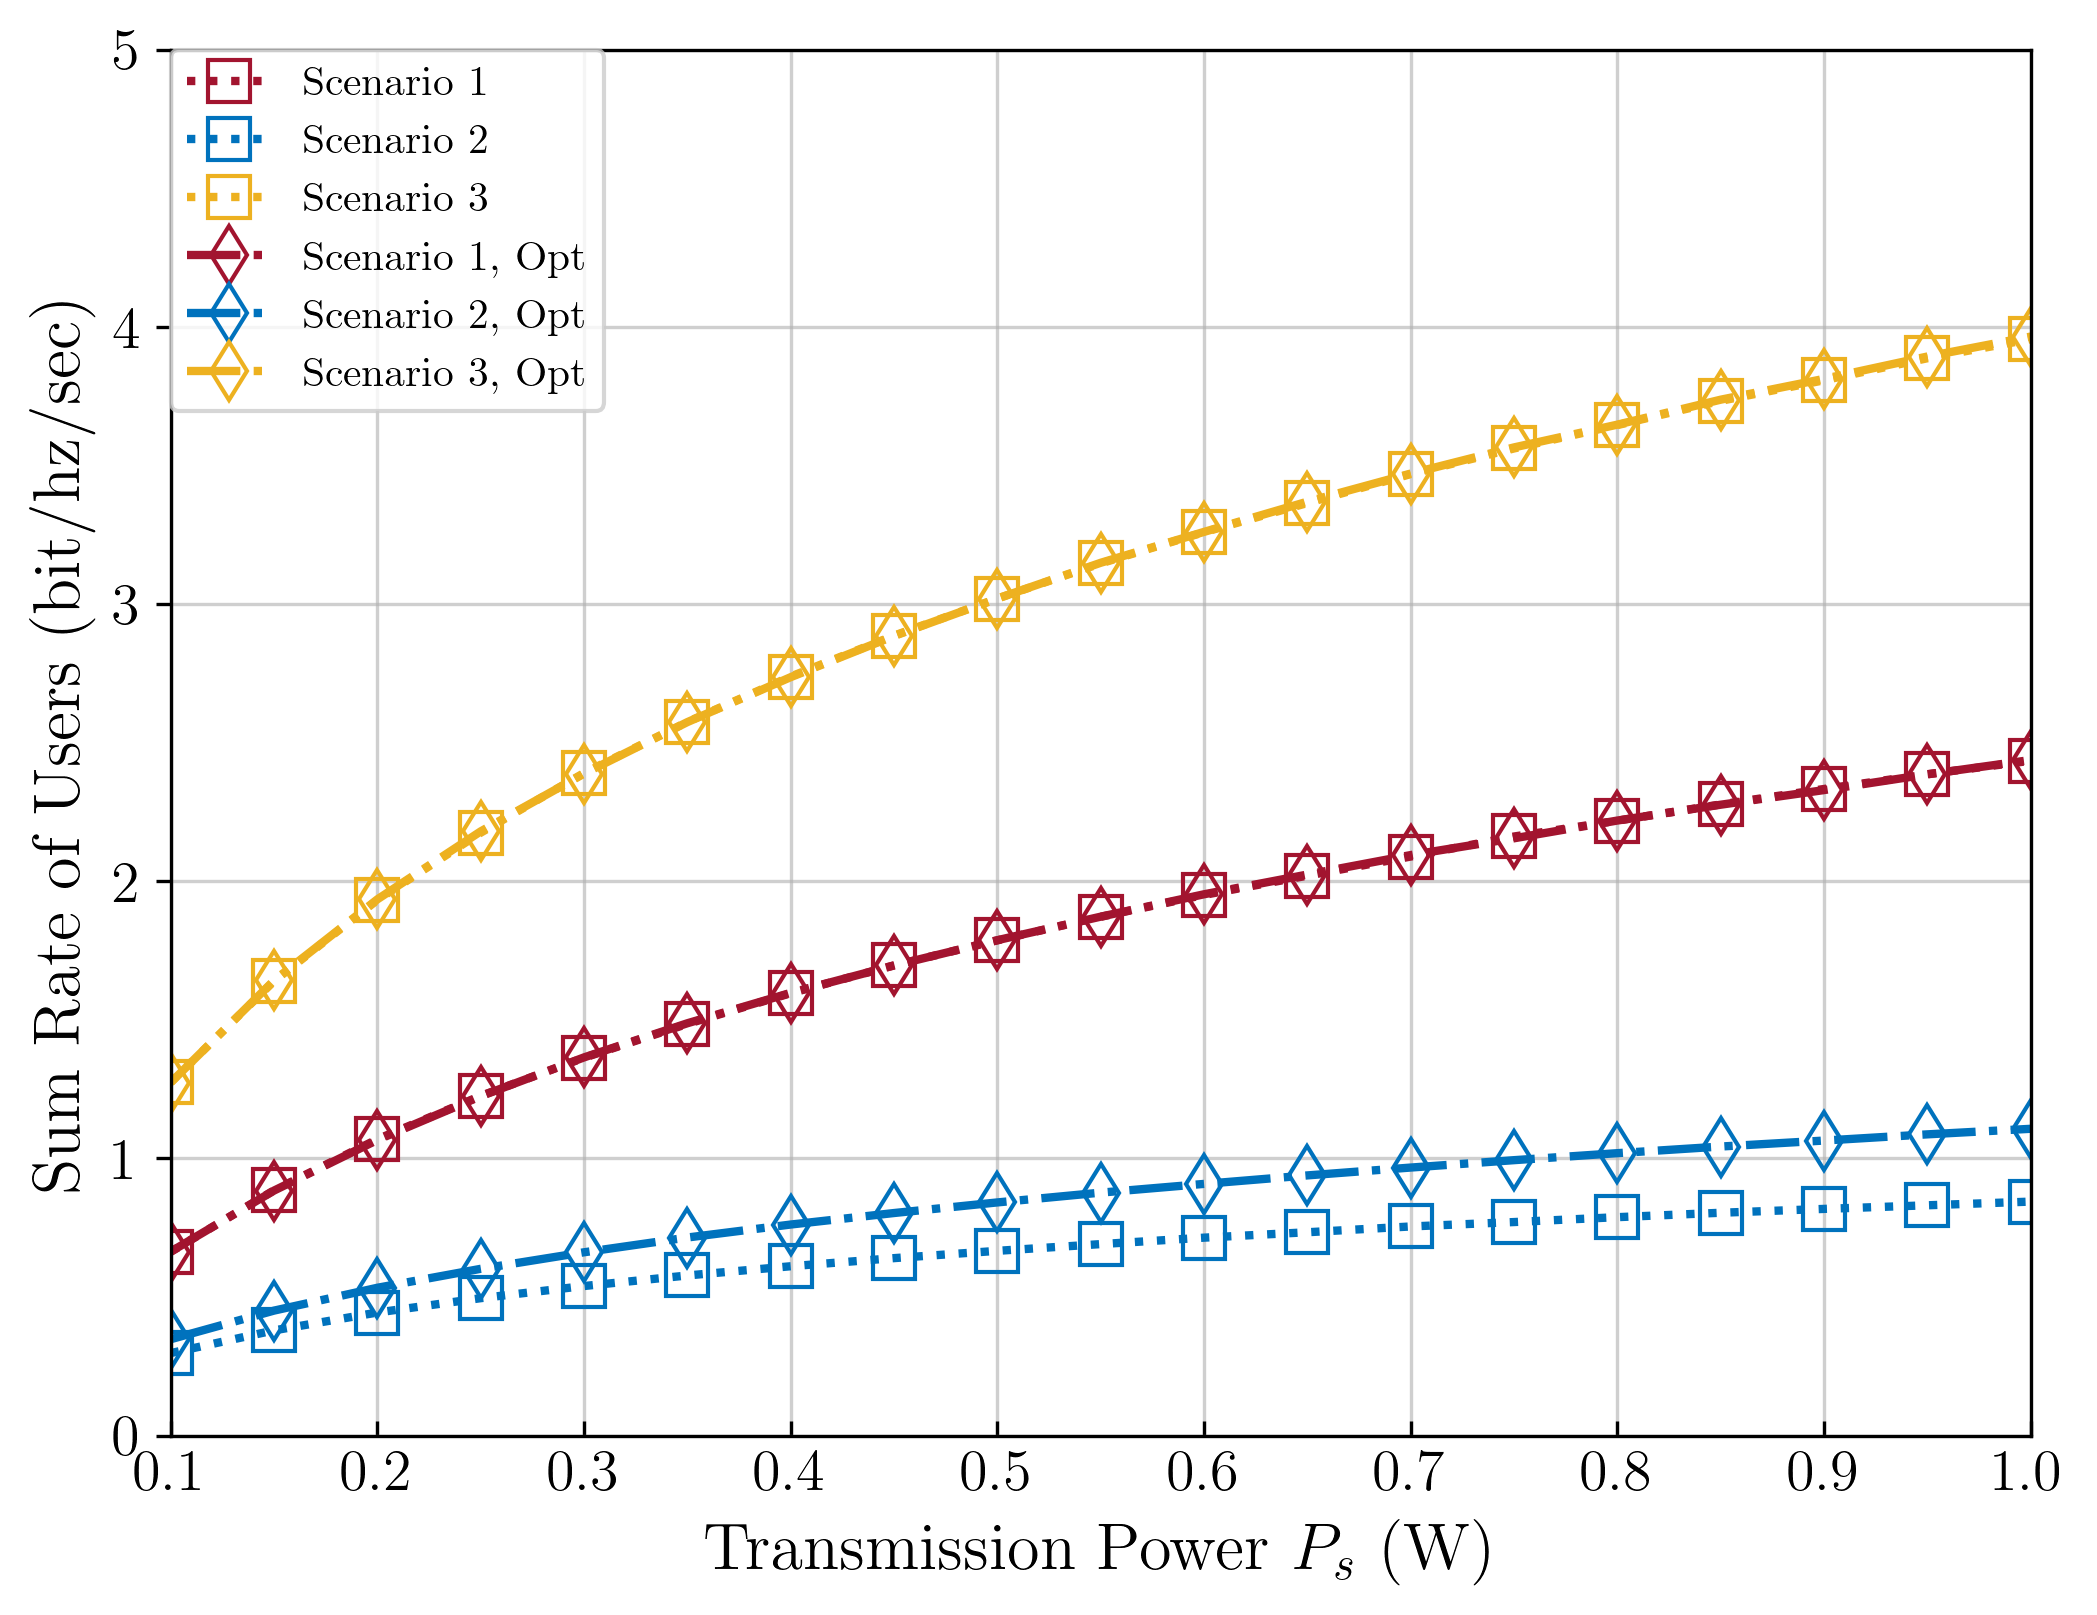 5
4
3
2
1
0
Sum Rate of Users (bit/hz/sec)
Scenario 1
Scenario 2
Scenario 3
Scenario 1, Opt
Scenario 2, Opt
Scenario 3, Opt
0.1 0.2 0.3 0.4 0.5 0.6 0.7 0.8 0.9 1.0
Transmission Power P_s (W)